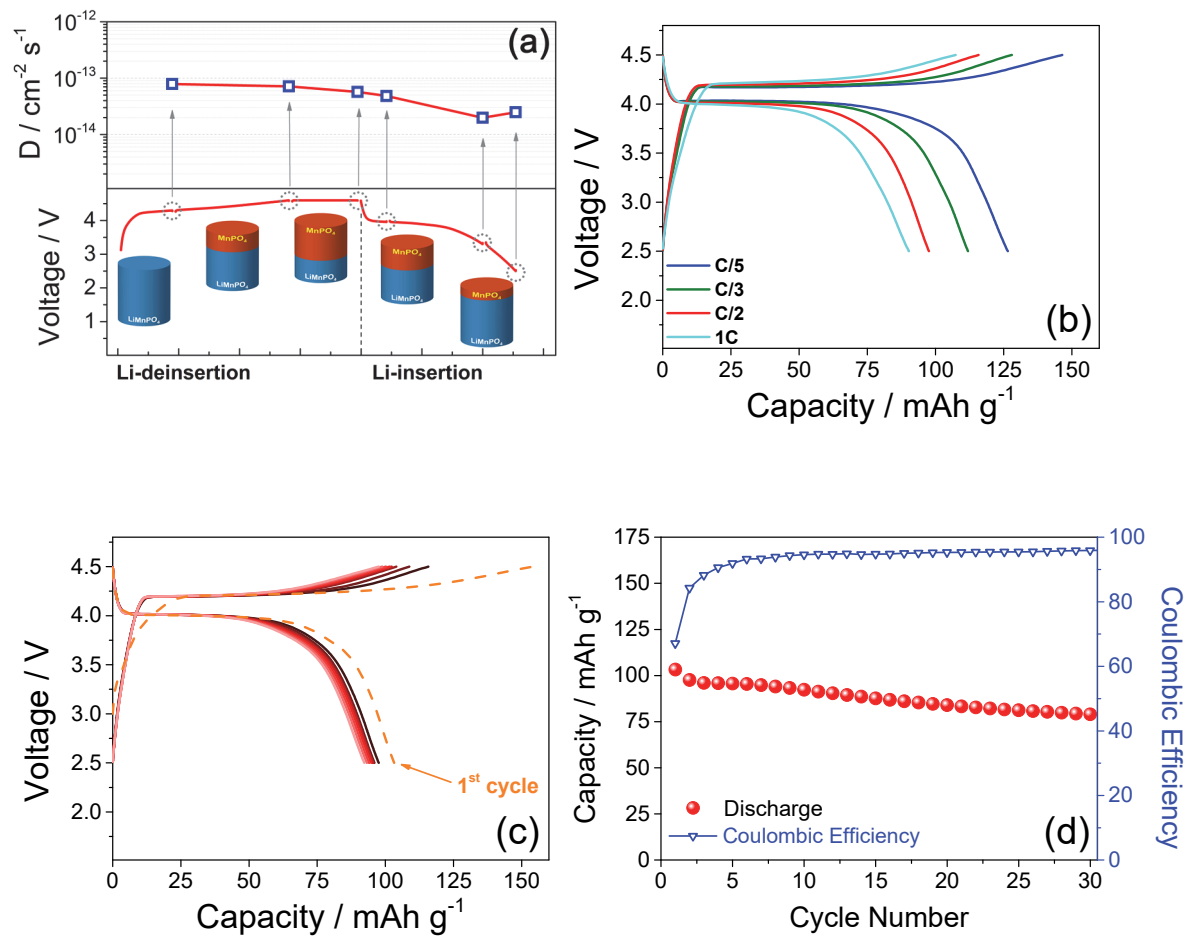 (a)
D / cm⁻² s⁻¹
10⁻¹²
10⁻¹³
10⁻¹⁴
Voltage / V
4
3
2
1
LiMnPO₄
MnPO₄
LiMnPO₄
MnPO₄
LiMnPO₄
MnPO₄
LiMnPO₄
MnPO₄
LiMnPO₄
Li-deinsertion
Li-insertion
(b)
Voltage / V
4.5
4.0
3.5
3.0
2.5
2.0
C/5
C/3
C/2
1C
0
25
50
75
100
125
150
Capacity / mAh g⁻¹
(c)
Voltage / V
4.5
4.0
3.5
3.0
2.5
2.0
1ˢᵗ cycle
0
25
50
75
100
125
150
Capacity / mAh g⁻¹
(d)
Capacity / mAh g⁻¹
175
150
125
100
75
50
25
0
Discharge
Coulombic Efficiency
100
80
60
40
20
0
Coulombic Efficiency
0
5
10
15
20
25
30
Cycle Number